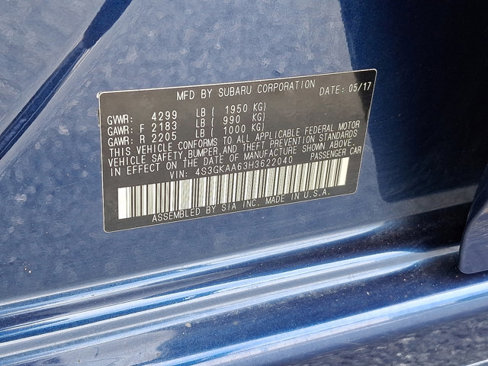 MFD BY SUBARU CORPORATION DATE: 05/17
GVWR: 4299 LB ( 1950 KG)
GAWR: F 2183 LB ( 990 KG)
GAWR: R 2205 LB ( 1000 KG)
THIS VEHICLE CONFORMS TO ALL APPLICABLE FEDERAL MOTOR
VEHICLE SAFETY,BUMPER,AND THEFT PREVENTION STANDARDS
IN EFFECT ON THE DATE OF MANUFACTURE SHOWN ABOVE.
VIN: 4S3GKAA63H3622040 PASSENGER CAR
ASSEMBLED BY SIA INC. MADE IN U.S.A.